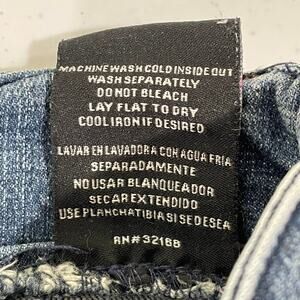 MACHINE WASH COLD INSIDE OUT
WASH SEPARATELY
DO NOT BLEACH
LAY FLAT TO DRY
COOL IRON IF DESIRED
LAVAR EN LAVADORA CON AGUA FRIA
SEPARADAMENTE
NO USAR BLANQUEADOR
SECAR EXTENDIDO
USE PLANCHA TIBIA SI SE DESEA
RN# 32168